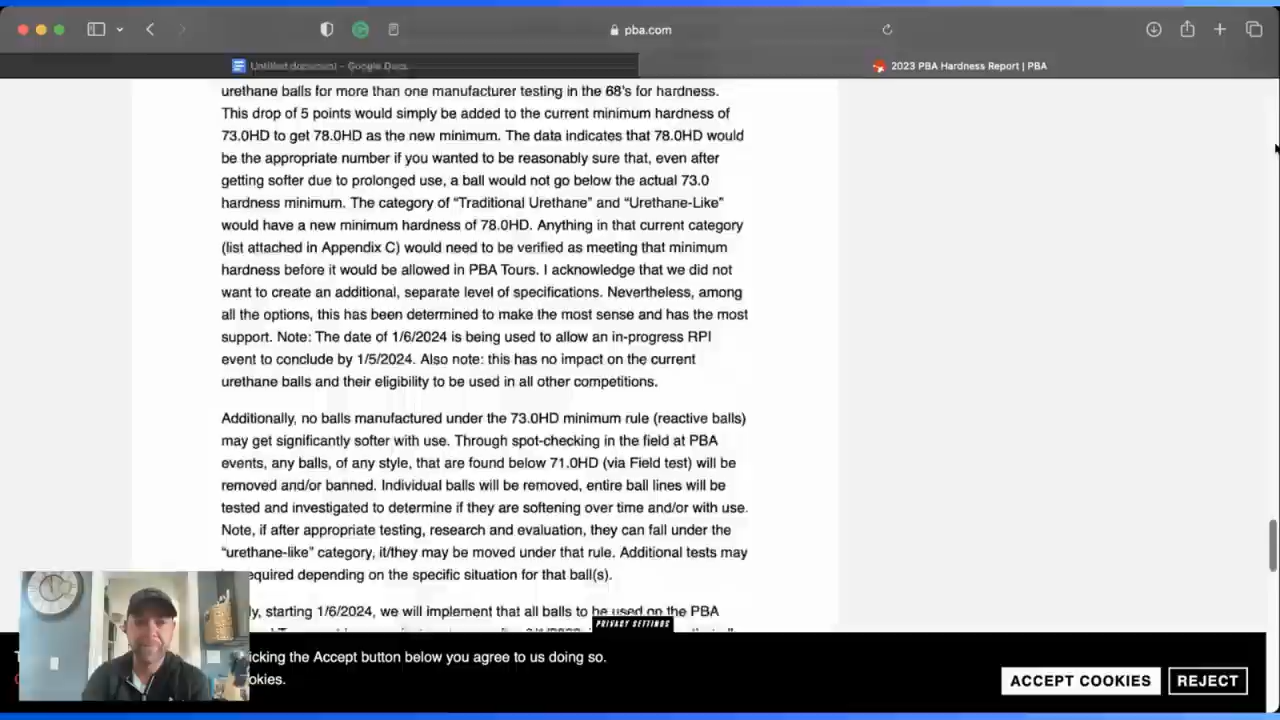 pba.com
Untitled document - Google Docs
2023 PBA Hardness Report | PBA
urethane balls for more than one manufacturer testing in the 68's for hardness.
This drop of 5 points would simply be added to the current minimum hardness of
73.0HD to get 78.0HD as the new minimum. The data indicates that 78.0HD would
be the appropriate number if you wanted to be reasonably sure that, even after
getting softer due to prolonged use, a ball would not go below the actual 73.0
hardness minimum. The category of “Traditional Urethane” and “Urethane-Like”
would have a new minimum hardness of 78.0HD. Anything in that current category
(list attached in Appendix C) would need to be verified as meeting that minimum
hardness before it would be allowed in PBA Tours. I acknowledge that we did not
want to create an additional, separate level of specifications. Nevertheless, among
all the options, this has been determined to make the most sense and has the most
support. Note: The date of 1/6/2024 is being used to allow an in-progress RPI
event to conclude by 1/5/2024. Also note: this has no impact on the current
urethane balls and their eligibility to be used in all other competitions.
Additionally, no balls manufactured under the 73.0HD minimum rule (reactive balls)
may get significantly softer with use. Through spot-checking in the field at PBA
events, any balls, of any style, that are found below 71.0HD (via Field test) will be
removed and/or banned. Individual balls will be removed, entire ball lines will be
tested and investigated to determine if they are softening over time and/or with use.
Note, if after appropriate testing, research and evaluation, they can fall under the
“urethane-like” category, it/they may be moved under that rule. Additional tests may
equired depending on the specific situation for that ball(s).
ly, starting 1/6/2024, we will implement that all balls to be used on the PBA
PRIVACY SETTINGS
icking the Accept button below you agree to us doing so.
okies.
ACCEPT COOKIES
REJECT